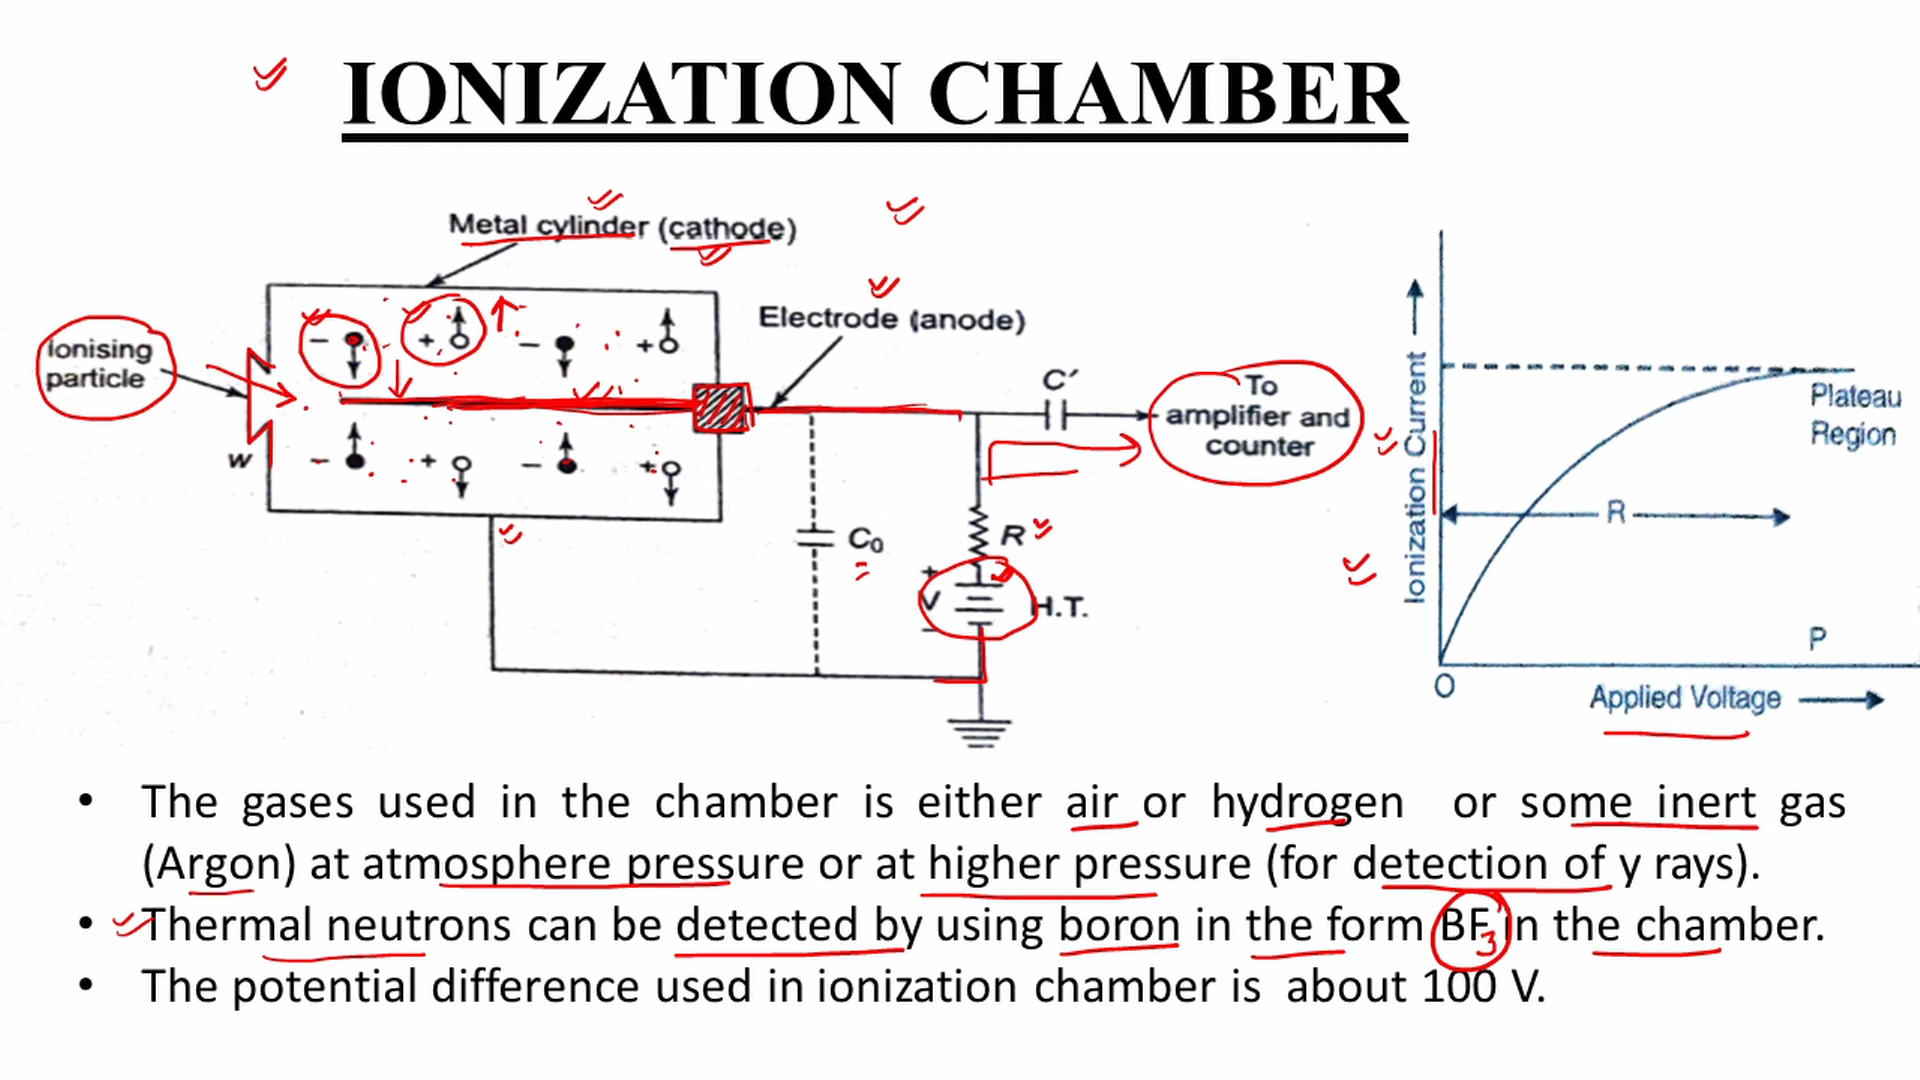 IONIZATION CHAMBER
Metal cylinder (cathode)
Electrode (anode)
Ionising
particle
W
C′
To
amplifier and
counter
C0
R
+
V
−
H.T.
− + − +
− + − +
Ionization Current
Plateau
Region
R
P
O
Applied Voltage
• The gases used in the chamber is either air or hydrogen or some inert gas
(Argon) at atmosphere pressure or at higher pressure (for detection of y rays).
• Thermal neutrons can be detected by using boron in the form BF3 in the chamber.
• The potential difference used in ionization chamber is about 100 V.